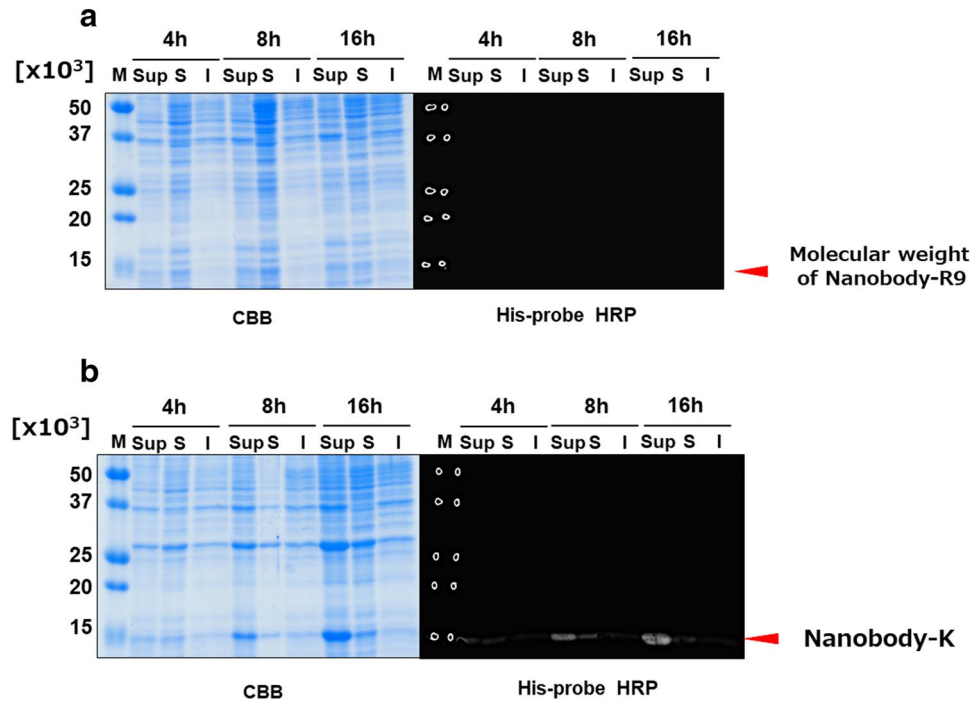 a
4h 8h 16h 4h 8h 16h
[x10³]
M Sup S I Sup S I Sup S I M Sup S I Sup S I Sup S I
50
37
25
20
15
Molecular weight
of Nanobody-R9
CBB His-probe HRP
b
4h 8h 16h 4h 8h 16h
[x10³]
M Sup S I Sup S I Sup S I M Sup S I Sup S I Sup S I
50
37
25
20
15
Nanobody-K
CBB His-probe HRP